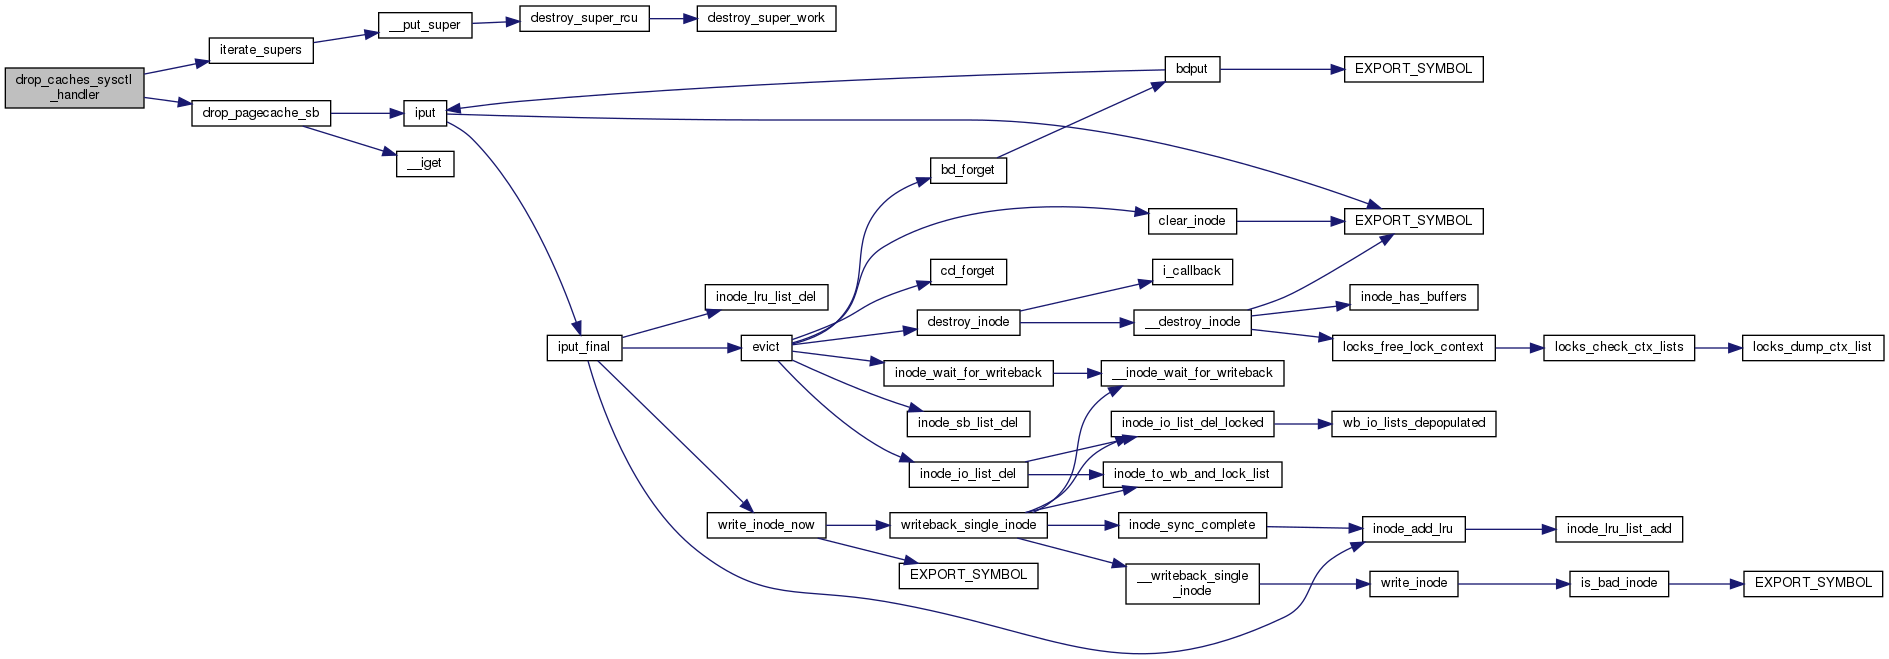 drop_caches_sysctl
_handler
iterate_supers
__put_super
destroy_super_rcu
destroy_super_work
drop_pagecache_sb
iput
__iget
bdput
EXPORT_SYMBOL
bd_forget
clear_inode
EXPORT_SYMBOL
cd_forget
i_callback
inode_lru_list_del
destroy_inode
__destroy_inode
inode_has_buffers
iput_final
evict
locks_free_lock_context
locks_check_ctx_lists
locks_dump_ctx_list
inode_wait_for_writeback
__inode_wait_for_writeback
inode_sb_list_del
inode_io_list_del_locked
wb_io_lists_depopulated
inode_io_list_del
inode_to_wb_and_lock_list
write_inode_now
writeback_single_inode
inode_sync_complete
inode_add_lru
inode_lru_list_add
EXPORT_SYMBOL
__writeback_single
_inode
write_inode
is_bad_inode
EXPORT_SYMBOL